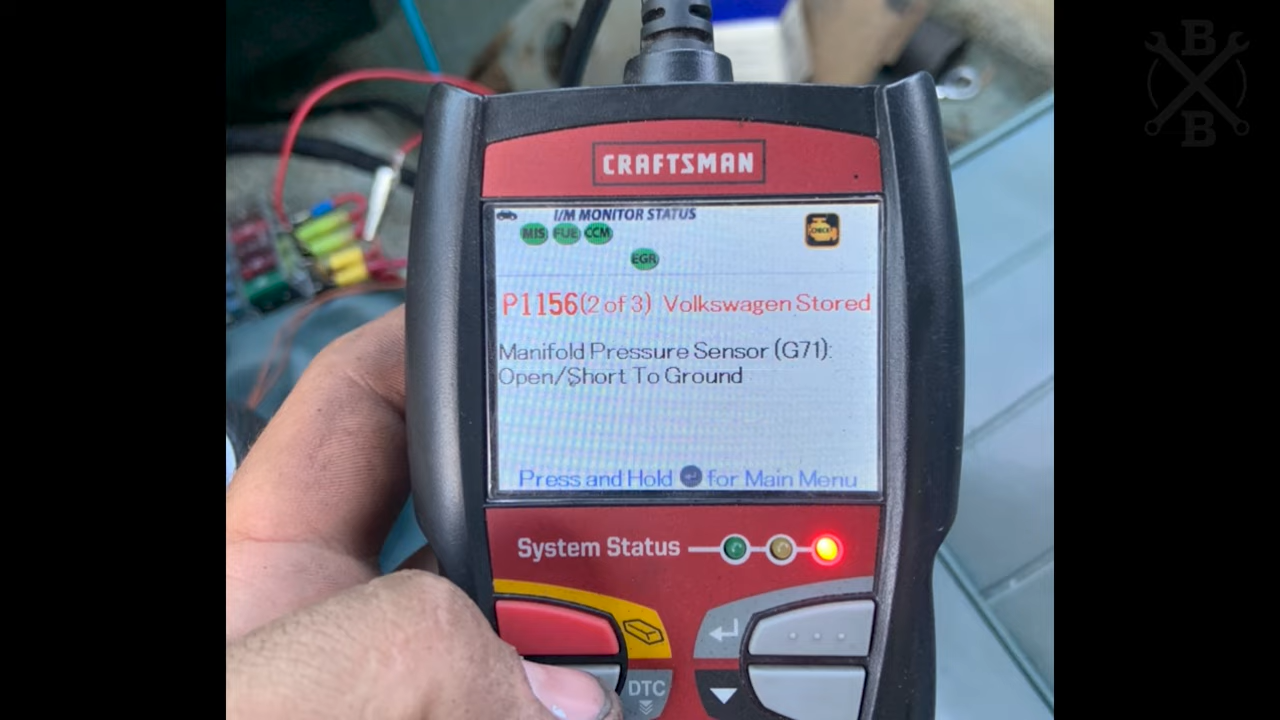 B
B
CRAFTSMAN
I/M MONITOR STATUS
MIS FUE CCM
CHECK
EGR
P1156(2 of 3) Volkswagen Stored
Manifold Pressure Sensor (G71):
Open/Short To Ground
Press and Hold for Main Menu
System Status
DTC